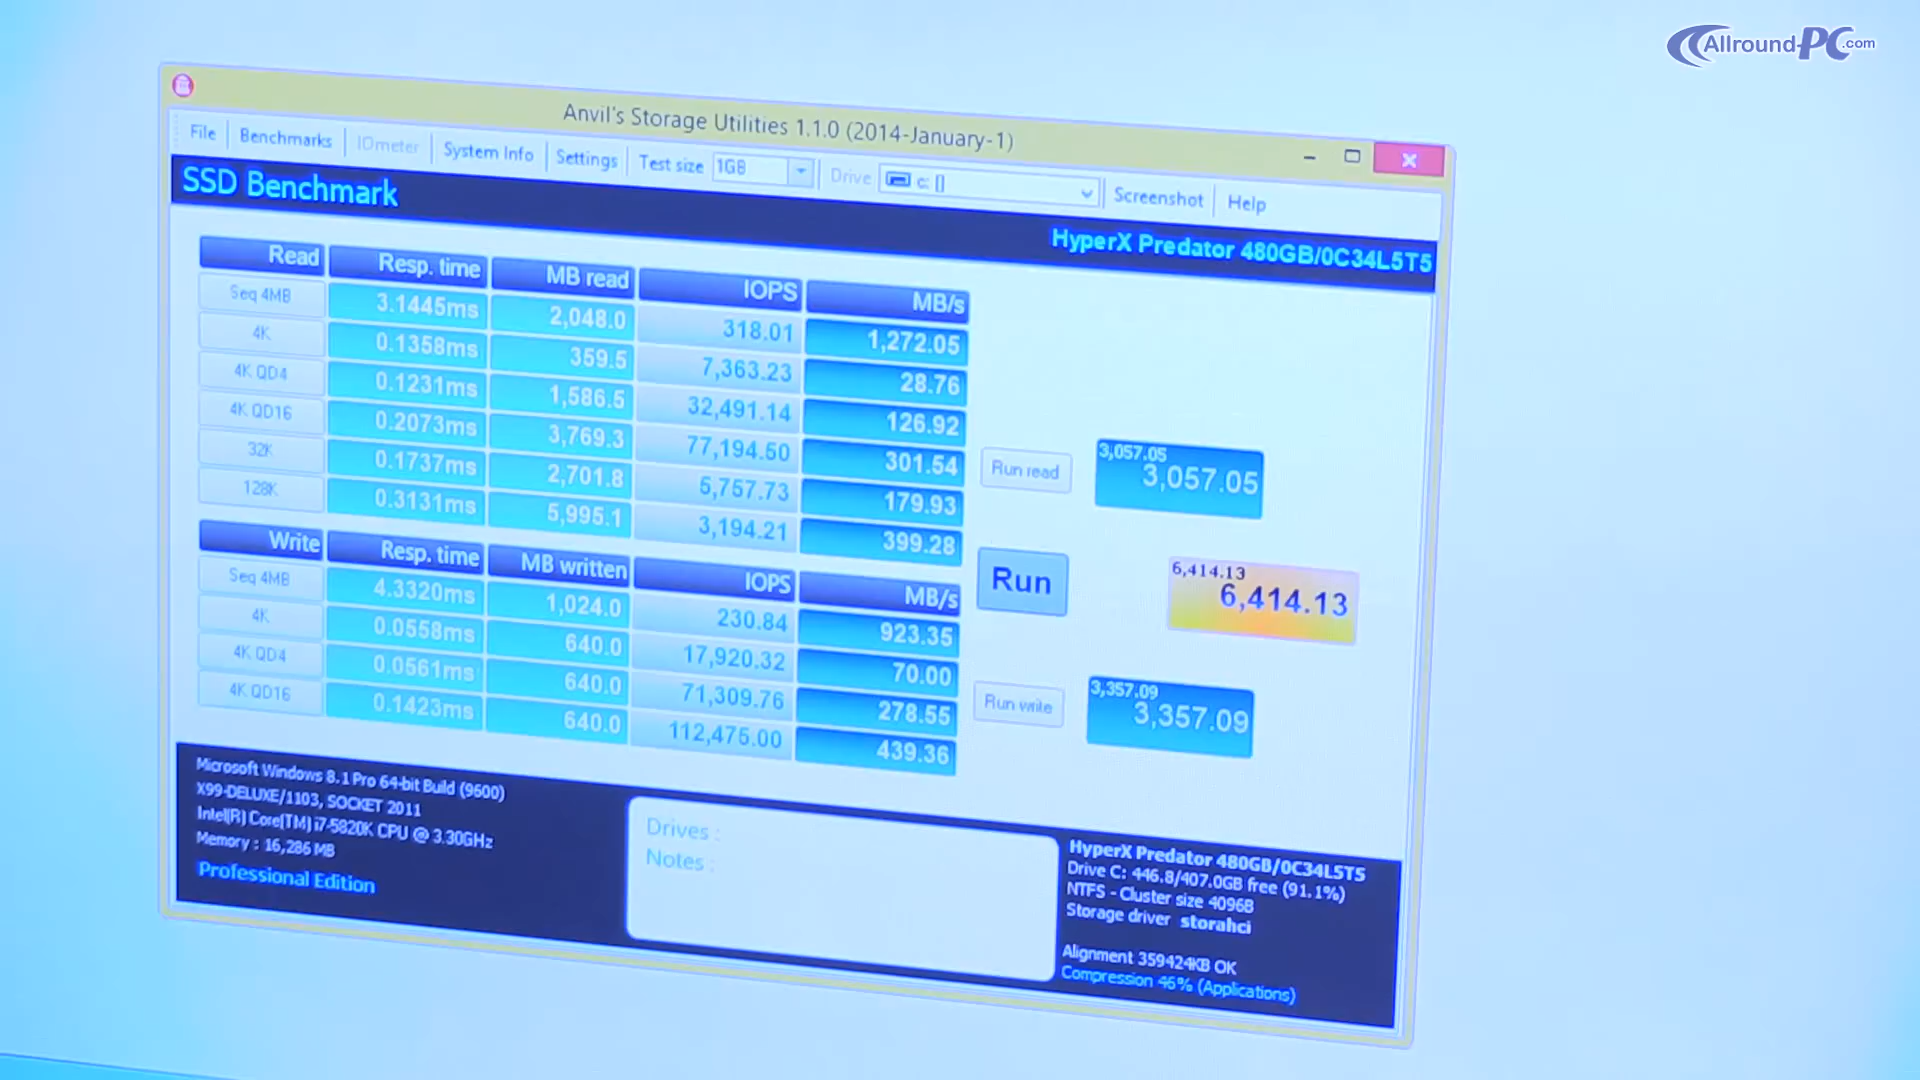 Allround-PC.com
Anvil's Storage Utilities 1.1.0 (2014-January-1)
File Benchmarks IOmeter System Info Settings Test size 1GB Drive c: [] Screenshot Help
SSD Benchmark
HyperX Predator 480GB/0C34L5T5
Read Resp. time MB read IOPS MB/s
Seq 4MB 3.1445ms 2,048.0 318.01 1,272.05
4K 0.1358ms 359.5 7,363.23 28.76
4K QD4 0.1231ms 1,586.5 32,491.14 126.92
4K QD16 0.2073ms 3,769.3 77,194.50 301.54
32K 0.1737ms 2,701.8 5,757.73 179.93
128K 0.3131ms 5,995.1 3,194.21 399.28
Run read
3,057.05
3,057.05
Run
6,414.13
6,414.13
Write Resp. time MB written IOPS MB/s
Seq 4MB 4.3320ms 1,024.0 230.84 923.35
4K 0.0558ms 640.0 17,920.32 70.00
4K QD4 0.0561ms 640.0 71,309.76 278.55
4K QD16 0.1423ms 640.0 112,475.00 439.36
Run write
3,357.09
3,357.09
Microsoft Windows 8.1 Pro 64-bit Build (9600)
X99-DELUXE/1103, SOCKET 2011
Intel(R) Core(TM) i7-5820K CPU @ 3.30GHz
Memory : 16,286 MB
Professional Edition
Drives :
Notes :
HyperX Predator 480GB/0C34L5T5
Drive C: 446.8/407.0GB free (91.1%)
NTFS - Cluster size 4096B
Storage driver storahci
Alignment 359424KB OK
Compression 46% (Applications)